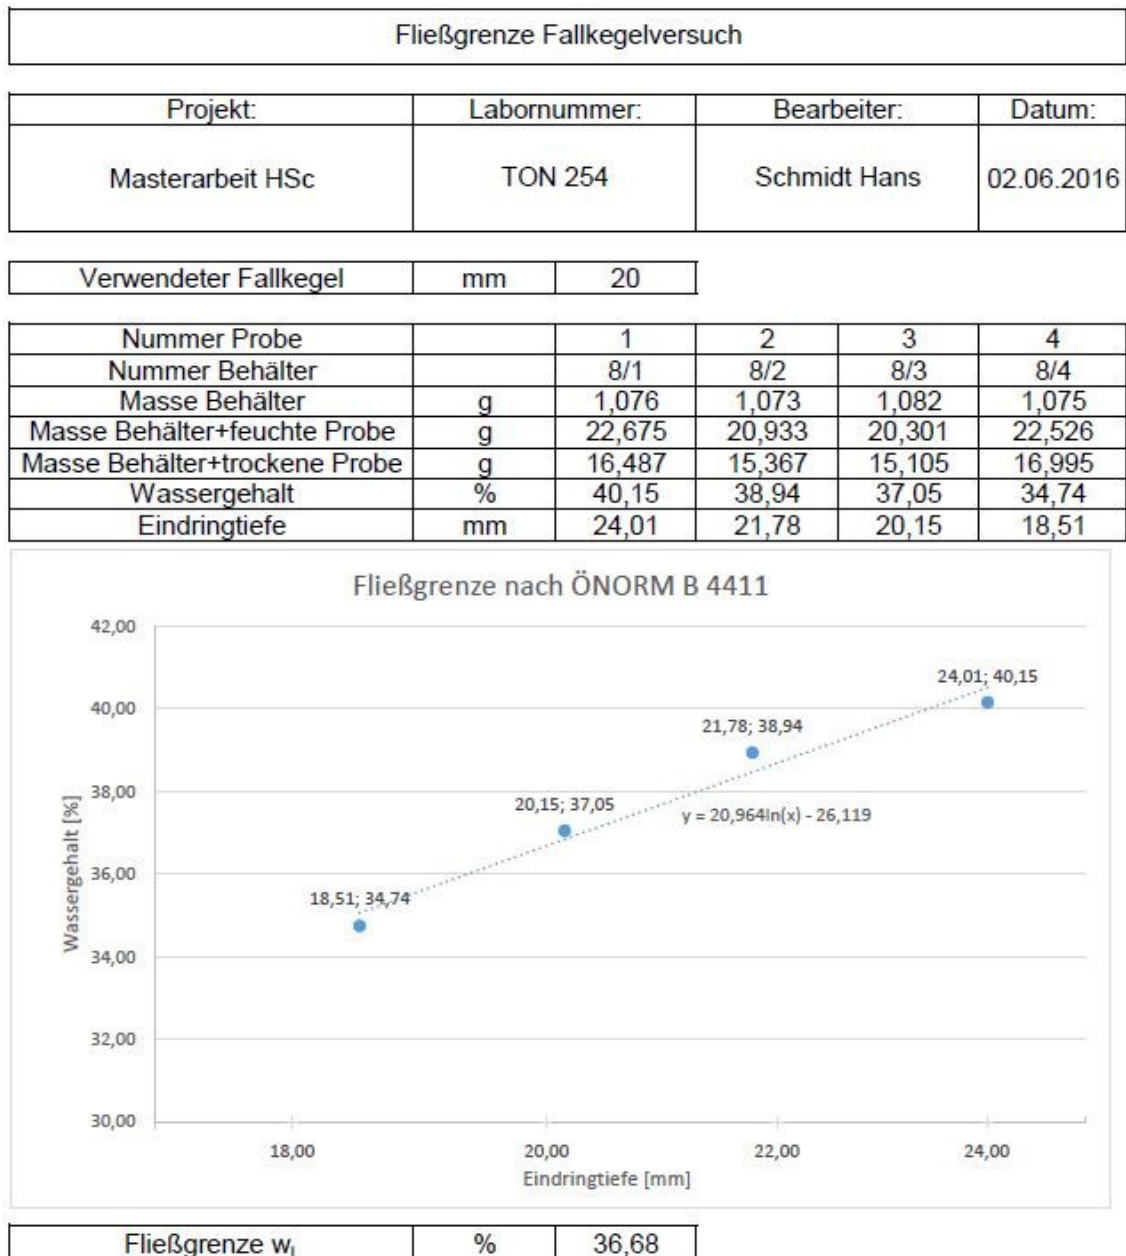 Fließgrenze Fallkegelversuch
Projekt: Labornummer: Bearbeiter: Datum:
Masterarbeit HSc TON 254 Schmidt Hans 02.06.2016
Verwendeter Fallkegel mm 20
Nummer Probe 1 2 3 4
Nummer Behälter 8/1 8/2 8/3 8/4
Masse Behälter g 1,076 1,073 1,082 1,075
Masse Behälter+feuchte Probe g 22,675 20,933 20,301 22,526
Masse Behälter+trockene Probe g 16,487 15,367 15,105 16,995
Wassergehalt % 40,15 38,94 37,05 34,74
Eindringtiefe mm 24,01 21,78 20,15 18,51
Fließgrenze nach ÖNORM B 4411
42,00
24,01; 40,15
40,00
21,78; 38,94
38,00
20,15; 37,05
y = 20,964ln(x) - 26,119
36,00
18,51; 34,74
34,00
32,00
30,00
Wassergehalt [%]
18,00 20,00 22,00 24,00
Eindringtiefe [mm]
Fließgrenze wL % 36,68